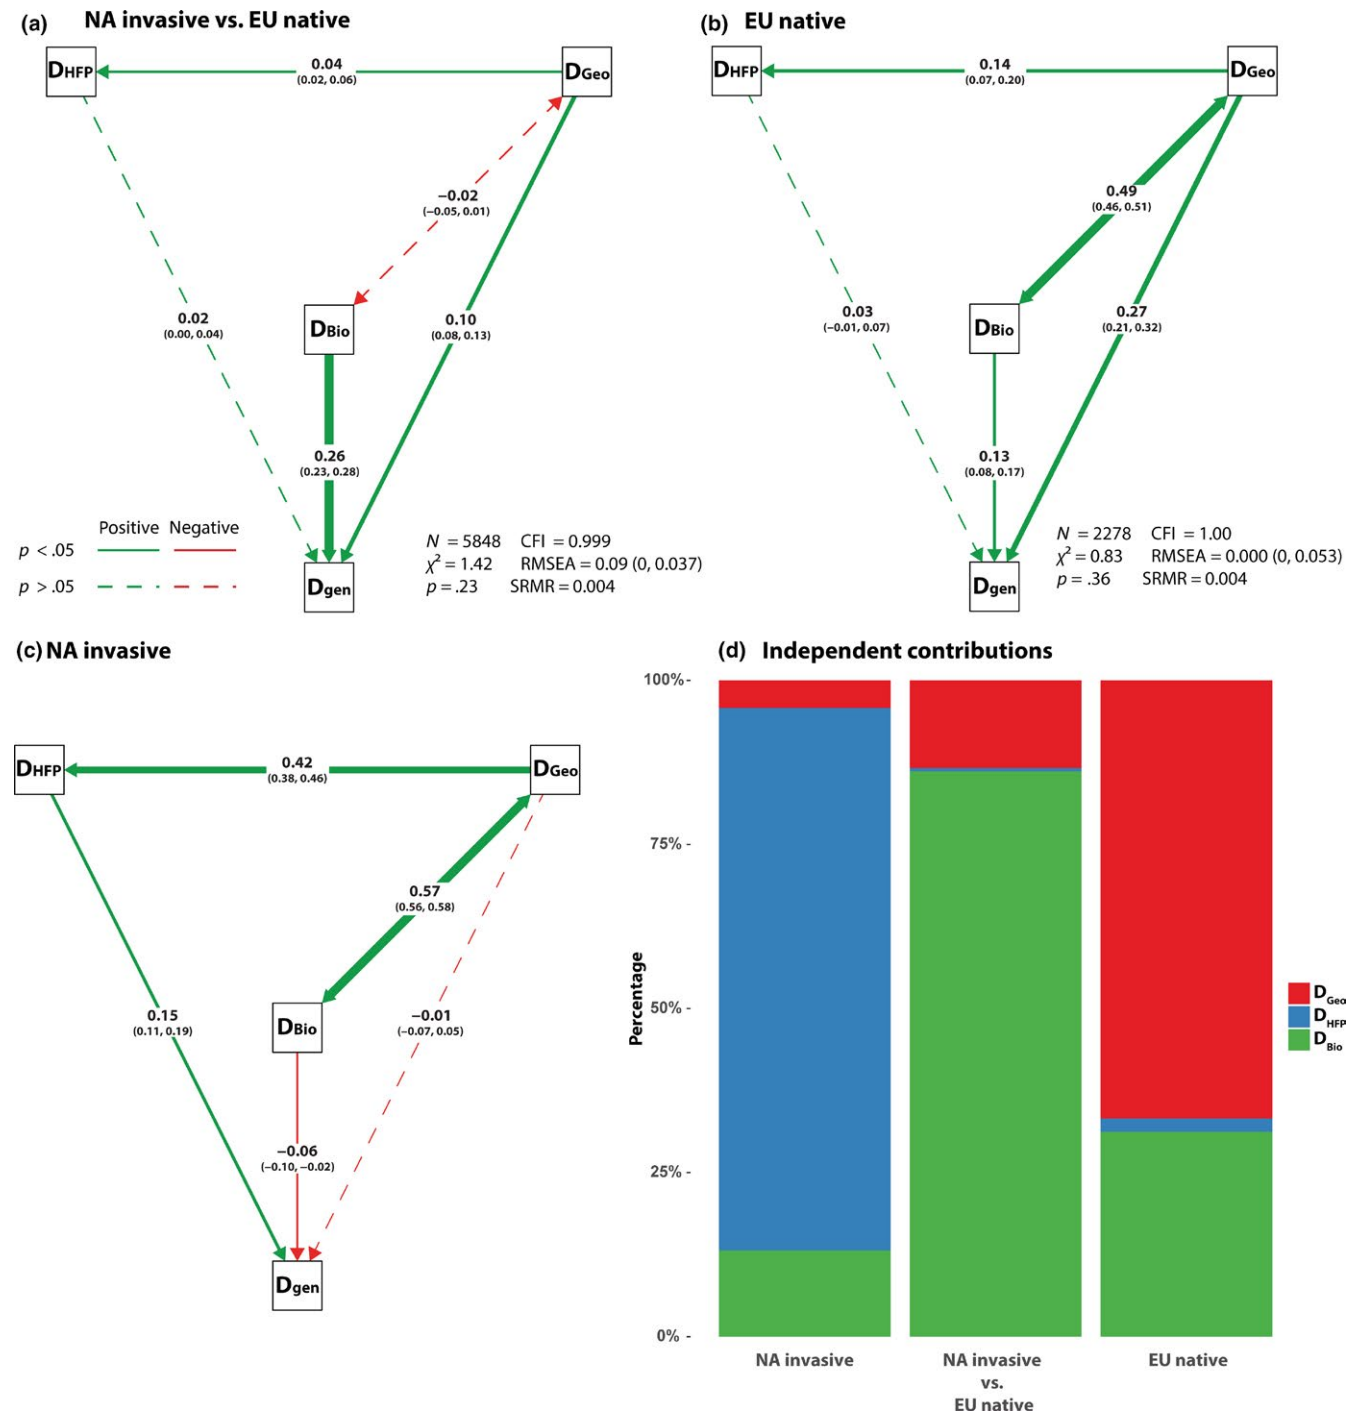 (a) NA invasive vs. EU native
DHFP
DGeo
0.04
(0.02, 0.06)
−0.02
(−0.05, 0.01)
0.02
(0.00, 0.04)
DBio
0.10
(0.08, 0.13)
0.26
(0.23, 0.28)
Positive Negative
p < .05
p > .05
Dgen
N = 5848 CFI = 0.999
χ² = 1.42 RMSEA = 0.09 (0, 0.037)
p = .23 SRMR = 0.004
(b) EU native
DHFP
DGeo
0.14
(0.07, 0.20)
0.49
(0.46, 0.51)
0.03
(−0.01, 0.07)
DBio
0.27
(0.21, 0.32)
0.13
(0.08, 0.17)
Dgen
N = 2278 CFI = 1.00
χ² = 0.83 RMSEA = 0.000 (0, 0.053)
p = .36 SRMR = 0.004
(c) NA invasive
DHFP
DGeo
0.42
(0.38, 0.46)
0.57
(0.56, 0.58)
0.15
(0.11, 0.19)
DBio
−0.01
(−0.07, 0.05)
−0.06
(−0.10, −0.02)
Dgen
(d) Independent contributions
100% -
75% -
50% -
25% -
0% -
Percentage
NA invasive
NA invasive
vs.
EU native
EU native
DGeo
DHFP
DBio